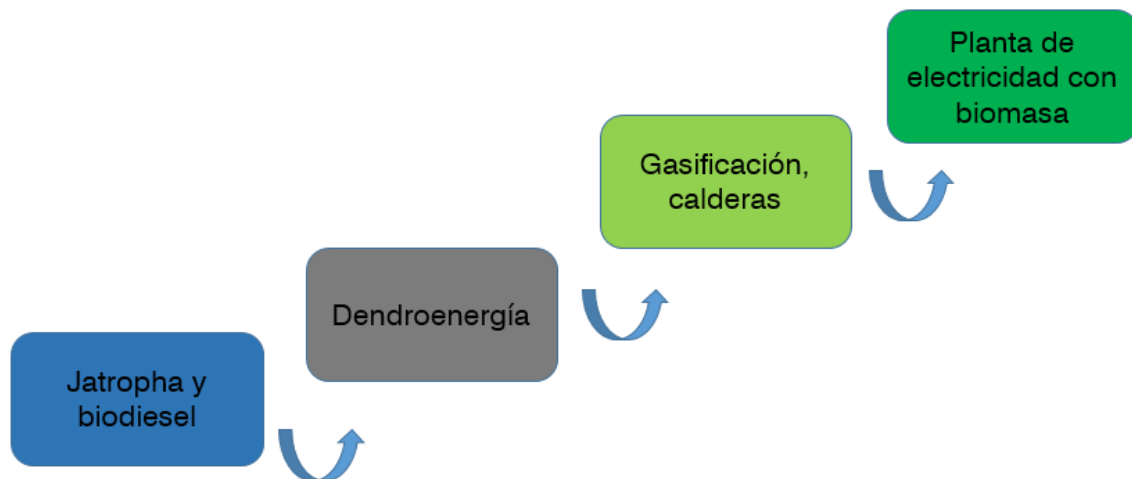 Planta de
electricidad con
biomasa
Gasificación,
calderas
Dendroenergía
Jatropha y
biodiesel